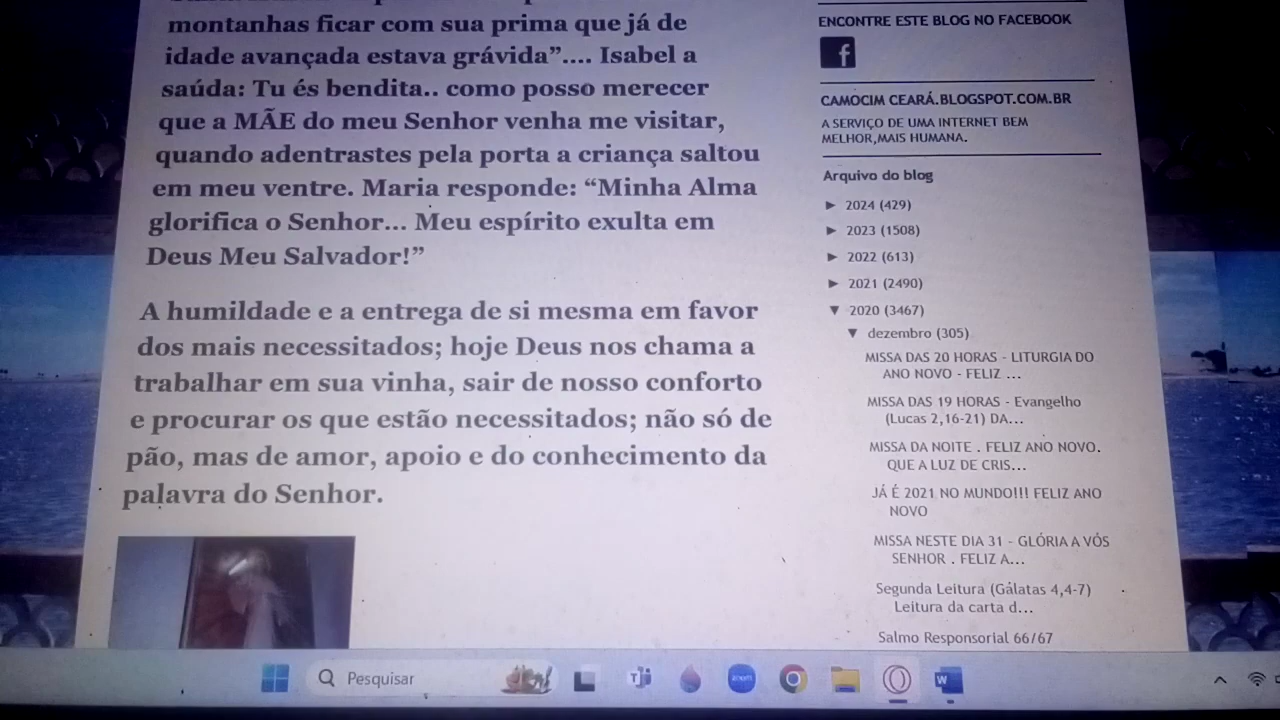 montanhas ficar com sua prima que já de
idade avançada estava grávida”.... Isabel a
saúda: Tu és bendita.. como posso merecer
que a MÃE do meu Senhor venha me visitar,
quando adentrastes pela porta a criança saltou
em meu ventre. Maria responde: “Minha Alma
glorifica o Senhor... Meu espírito exulta em
Deus Meu Salvador!”
A humildade e a entrega de si mesma em favor
dos mais necessitados; hoje Deus nos chama a
trabalhar em sua vinha, sair de nosso conforto
e procurar os que estão necessitados; não só de
pão, mas de amor, apoio e do conhecimento da
palavra do Senhor.
ENCONTRE ESTE BLOG NO FACEBOOK
f
CAMOCIM CEARÁ.BLOGSPOT.COM.BR
A SERVIÇO DE UMA INTERNET BEM
MELHOR,MAIS HUMANA.
Arquivo do blog
► 2024 (429)
► 2023 (1508)
► 2022 (613)
► 2021 (2490)
▼ 2020 (3467)
▼ dezembro (305)
MISSA DAS 20 HORAS - LITURGIA DO
ANO NOVO - FELIZ ...
MISSA DAS 19 HORAS - Evangelho
(Lucas 2,16-21) DA...
MISSA DA NOITE . FELIZ ANO NOVO.
QUE A LUZ DE CRIS...
JÁ É 2021 NO MUNDO!!! FELIZ ANO
NOVO
MISSA NESTE DIA 31 - GLÓRIA A VÓS
SENHOR . FELIZ A...
Segunda Leitura (Gálatas 4,4-7)
Leitura da carta d...
Salmo Responsorial 66/67
Pesquisar
zoom
W